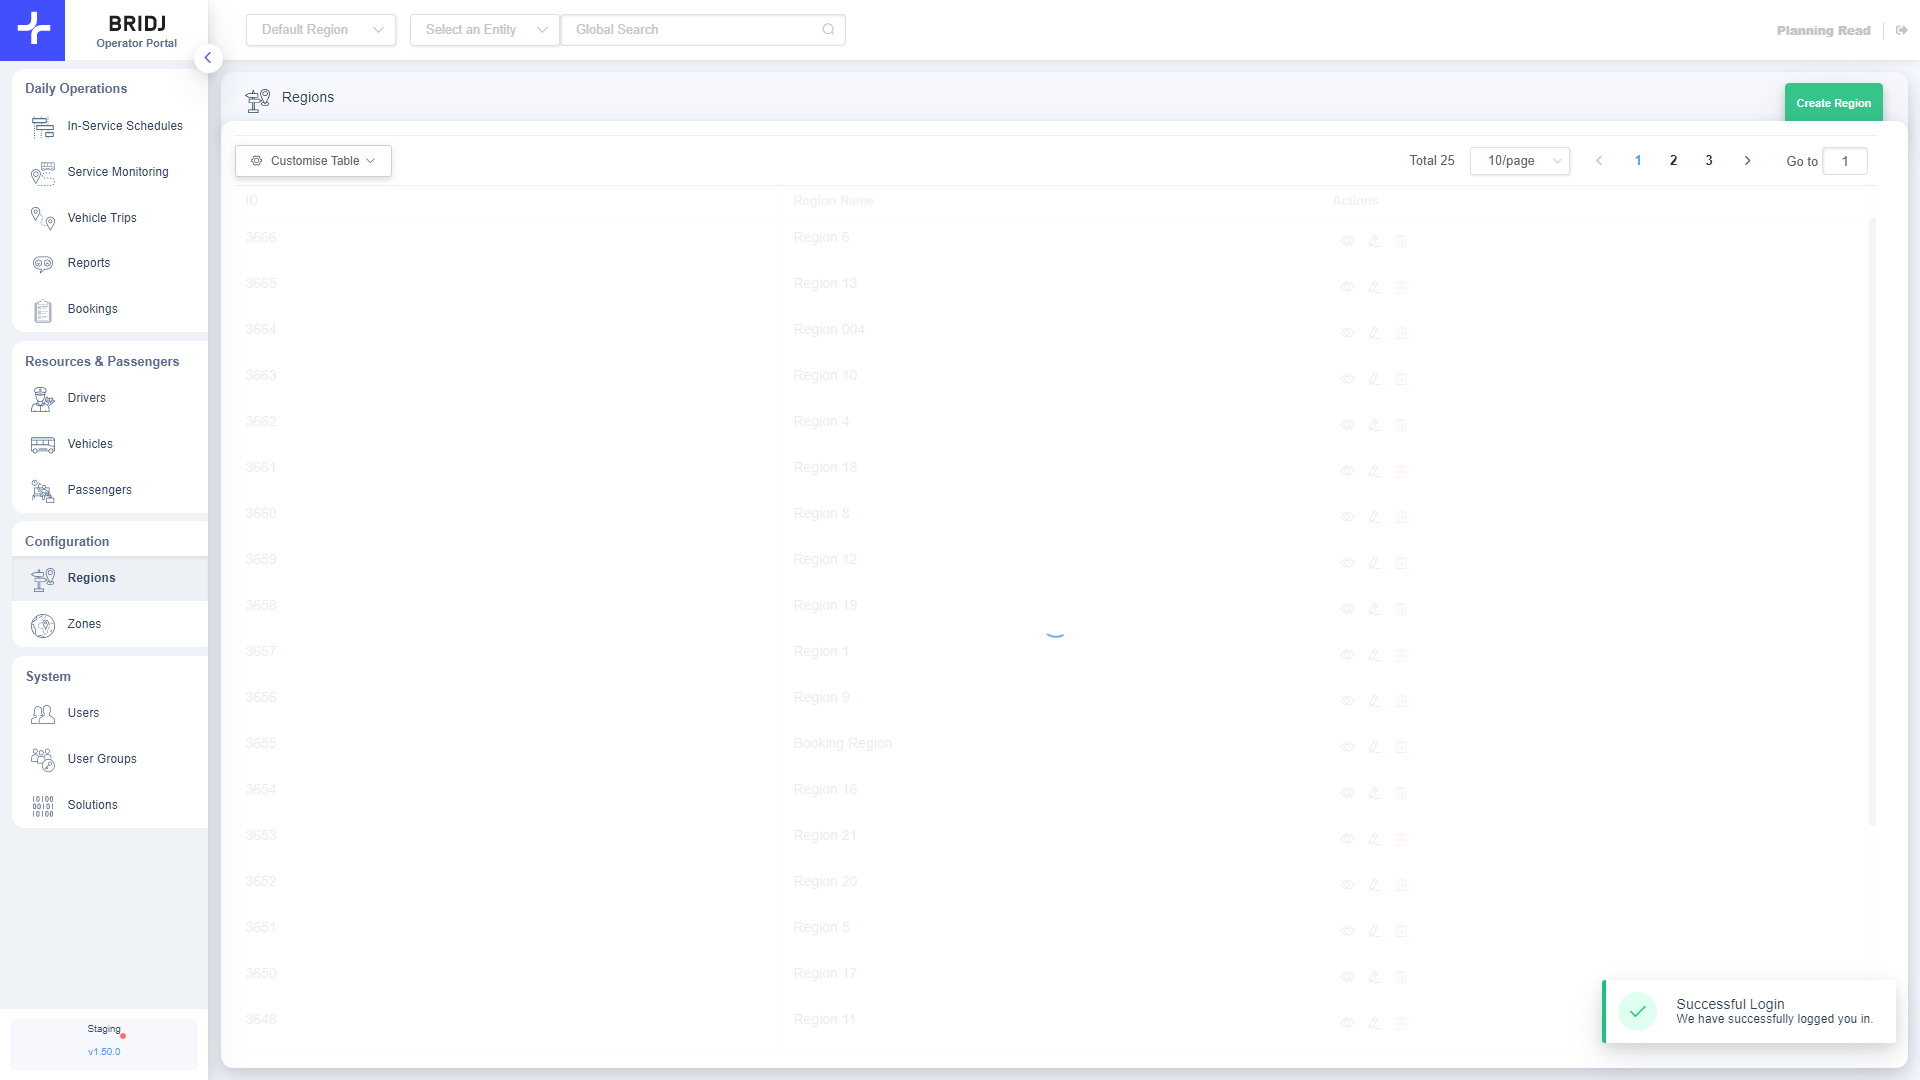 BRIDJ
Operator Portal
Default Region
Select an Entity
Global Search
Planning Read
Daily Operations
In-Service Schedules
Service Monitoring
Vehicle Trips
Reports
Bookings
Resources & Passengers
Drivers
Vehicles
Passengers
Configuration
Regions
Zones
System
Users
User Groups
Solutions
Staging
v1.50.0
Regions
Create Region
Customise Table
Total 25
10/page
1
2
3
Go to
1
ID Region Name Actions
3666 Region 6
3665 Region 13
3664 Region 004
3663 Region 10
3662 Region 4
3661 Region 18
3660 Region 8
3659 Region 12
3658 Region 19
3657 Region 1
3656 Region 9
3655 Booking Region
3654 Region 16
3653 Region 21
3652 Region 20
3651 Region 5
3650 Region 17
3648 Region 11
Successful Login
We have successfully logged you in.